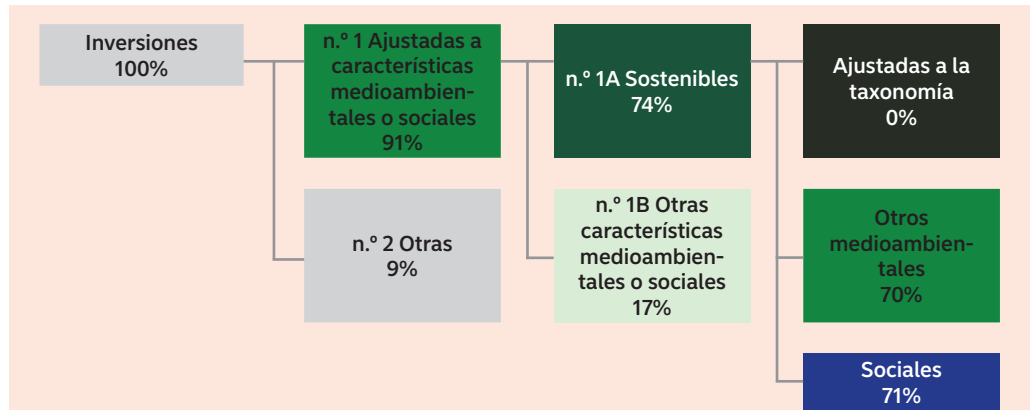 Inversiones
100%
n.º 1 Ajustadas a
características
medioambien-
tales o sociales
91%
n.º 2 Otras
9%
n.º 1A Sostenibles
74%
n.º 1B Otras
características
medioambien-
tales o sociales
17%
Ajustadas a la
taxonomía
0%
Otros
medioambien-
tales
70%
Sociales
71%